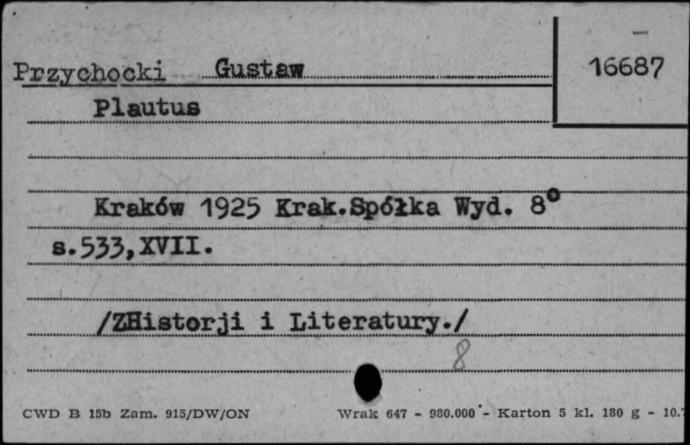 16687
Przychocki Gustaw
Plautus
Kraków 1925 Krak.Spółka Wyd. 8°
s.533,XVII.
/ZHistorji i Literatury./
8
CWD B 15b Zam. 915/DW/ON Wrak 647 - 980.000 - Karton 5 kl. 180 g - 10.7